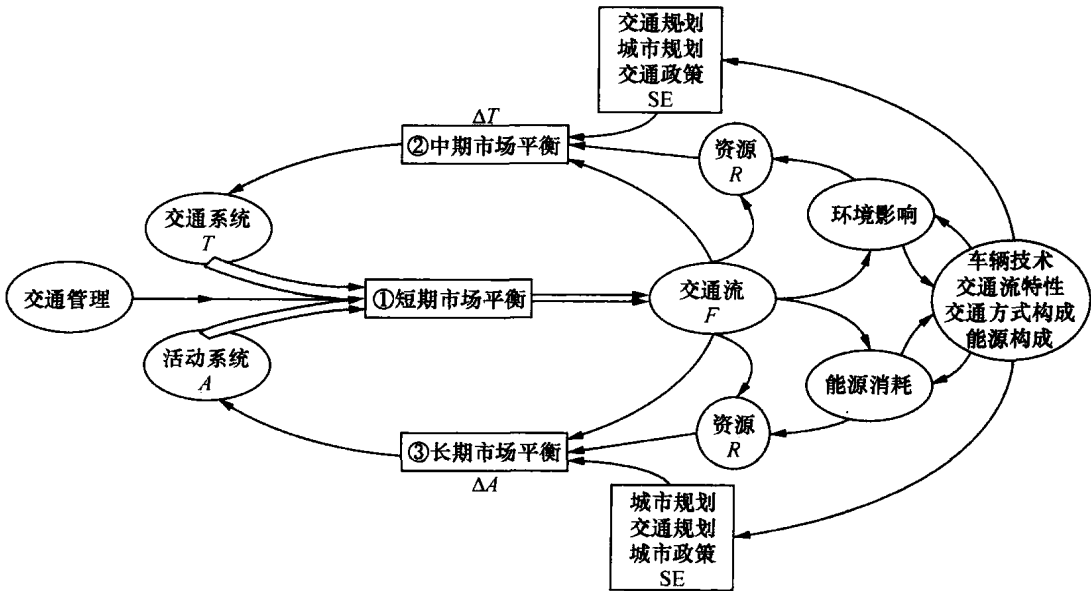 交通规划
城市规划
交通政策
SE
ΔT
②中期市场平衡
资源
R
环境影响
交通系统
T
车辆技术
交通流特性
交通方式构成
能源构成
交通管理
①短期市场平衡
交通流
F
活动系统
A
能源消耗
资源
R
③长期市场平衡
ΔA
城市规划
交通规划
城市政策
SE